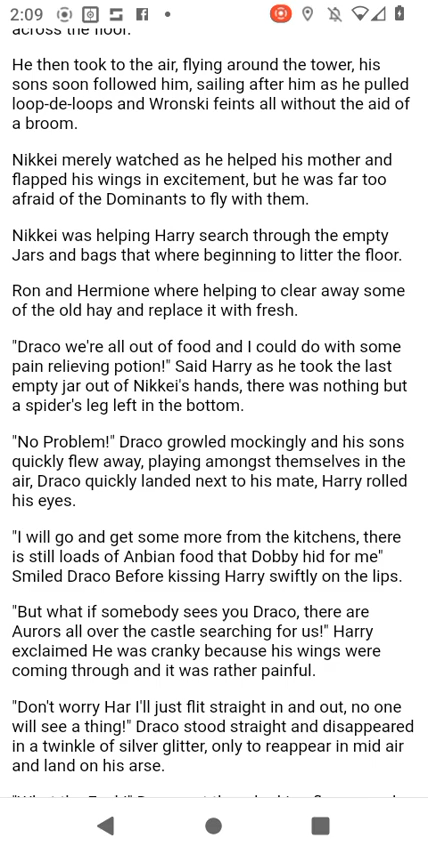 2:09
across the floor.
He then took to the air, flying around the tower, his
sons soon followed him, sailing after him as he pulled
loop-de-loops and Wronski feints all without the aid of
a broom.
Nikkei merely watched as he helped his mother and
flapped his wings in excitement, but he was far too
afraid of the Dominants to fly with them.
Nikkei was helping Harry search through the empty
Jars and bags that where beginning to litter the floor.
Ron and Hermione where helping to clear away some
of the old hay and replace it with fresh.
"Draco we're all out of food and I could do with some
pain relieving potion!" Said Harry as he took the last
empty jar out of Nikkei's hands, there was nothing but
a spider's leg left in the bottom.
"No Problem!" Draco growled mockingly and his sons
quickly flew away, playing amongst themselves in the
air, Draco quickly landed next to his mate, Harry rolled
his eyes.
"I will go and get some more from the kitchens, there
is still loads of Anbian food that Dobby hid for me"
Smiled Draco Before kissing Harry swiftly on the lips.
"But what if somebody sees you Draco, there are
Aurors all over the castle searching for us!" Harry
exclaimed He was cranky because his wings were
coming through and it was rather painful.
"Don't worry Har I'll just flit straight in and out, no one
will see a thing!" Draco stood straight and disappeared
in a twinkle of silver glitter, only to reappear in mid air
and land on his arse.